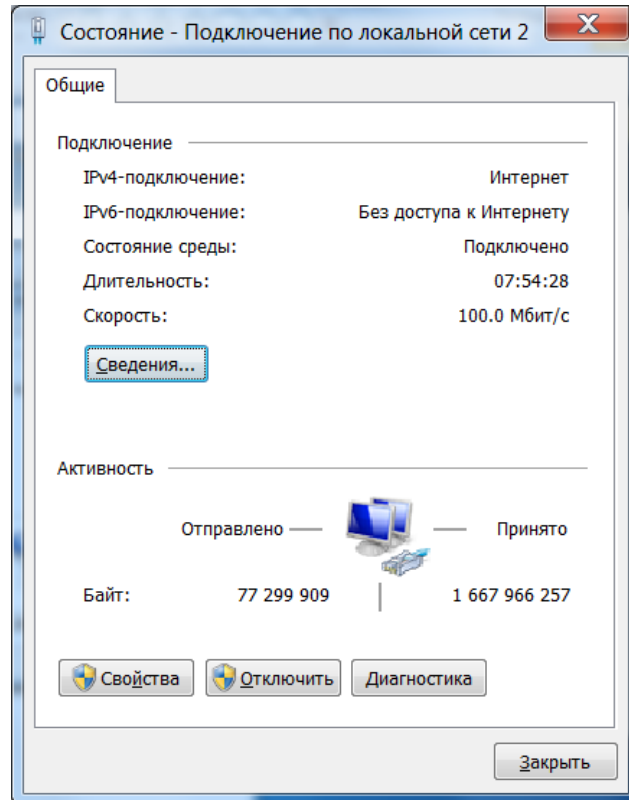 Состояние - Подключение по локальной сети 2
Общие
Подключение
IPv4-подключение: Интернет
IPv6-подключение: Без доступа к Интернету
Состояние среды: Подключено
Длительность: 07:54:28
Скорость: 100.0 Мбит/с
Сведения...
Активность
Отправлено — — Принято
Байт: 77 299 909 | 1 667 966 257
Свойства Отключить Диагностика
Закрыть